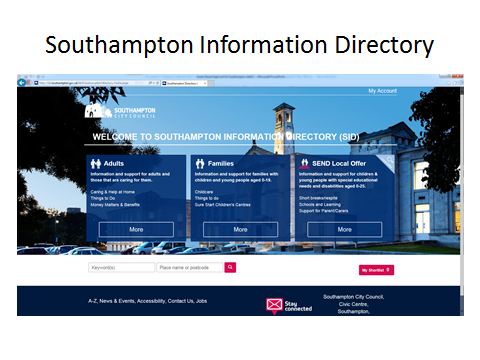 Southampton Information Directory
My Account
SOUTHAMPTON
CITY COUNCIL
WELCOME TO SOUTHAMPTON INFORMATION DIRECTORY (SID)
Adults
Information and support for adults and
those that are caring for them.
Caring & Help at Home
Things to Do
Money Matters & Benefits
More
Families
Information and support for families with
children and young people aged 0-19.
Childcare
Things to do
Sure Start Children's Centres
More
SEND Local Offer
Information and support for children &
young people with special educational
needs and disabilities aged 0-25.
Short breaks/respite
Schools and Learning
Support for Parent/Carers
More
Keyword(s)
Place name or postcode
My Shortlist 0
A-Z, News & Events, Accessibility, Contact Us, Jobs
Stay
connected
Southampton City Council,
Civic Centre,
Southampton,